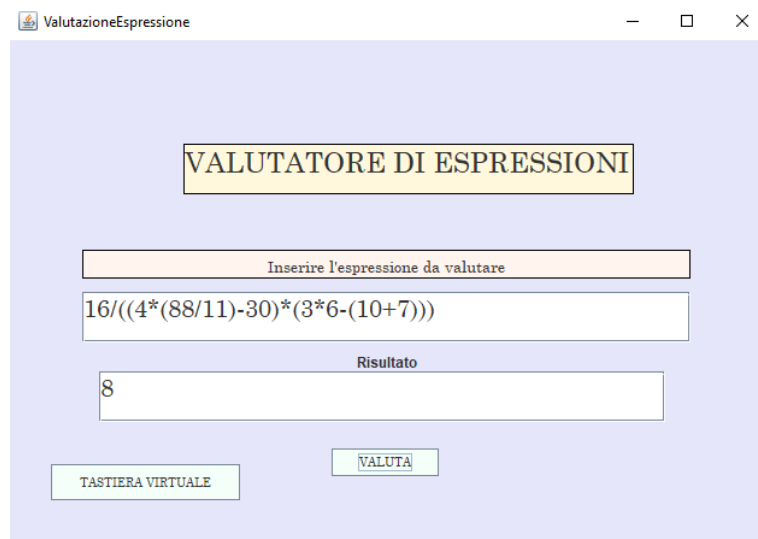 ValutazioneEspressione
VALUTATORE DI ESPRESSIONI
Inserire l'espressione da valutare
16/((4*(88/11)-30)*(3*6-(10+7)))
Risultato
8
VALUTA
TASTIERA VIRTUALE